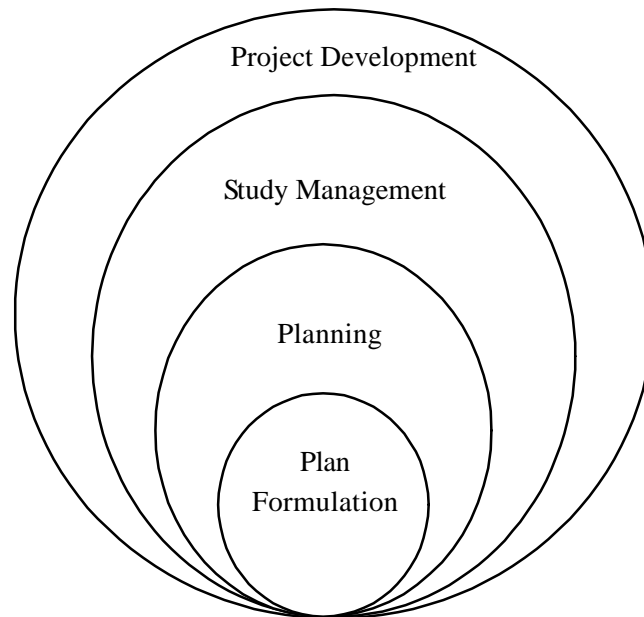 Project Development
Study Management
Planning
Plan
Formulation